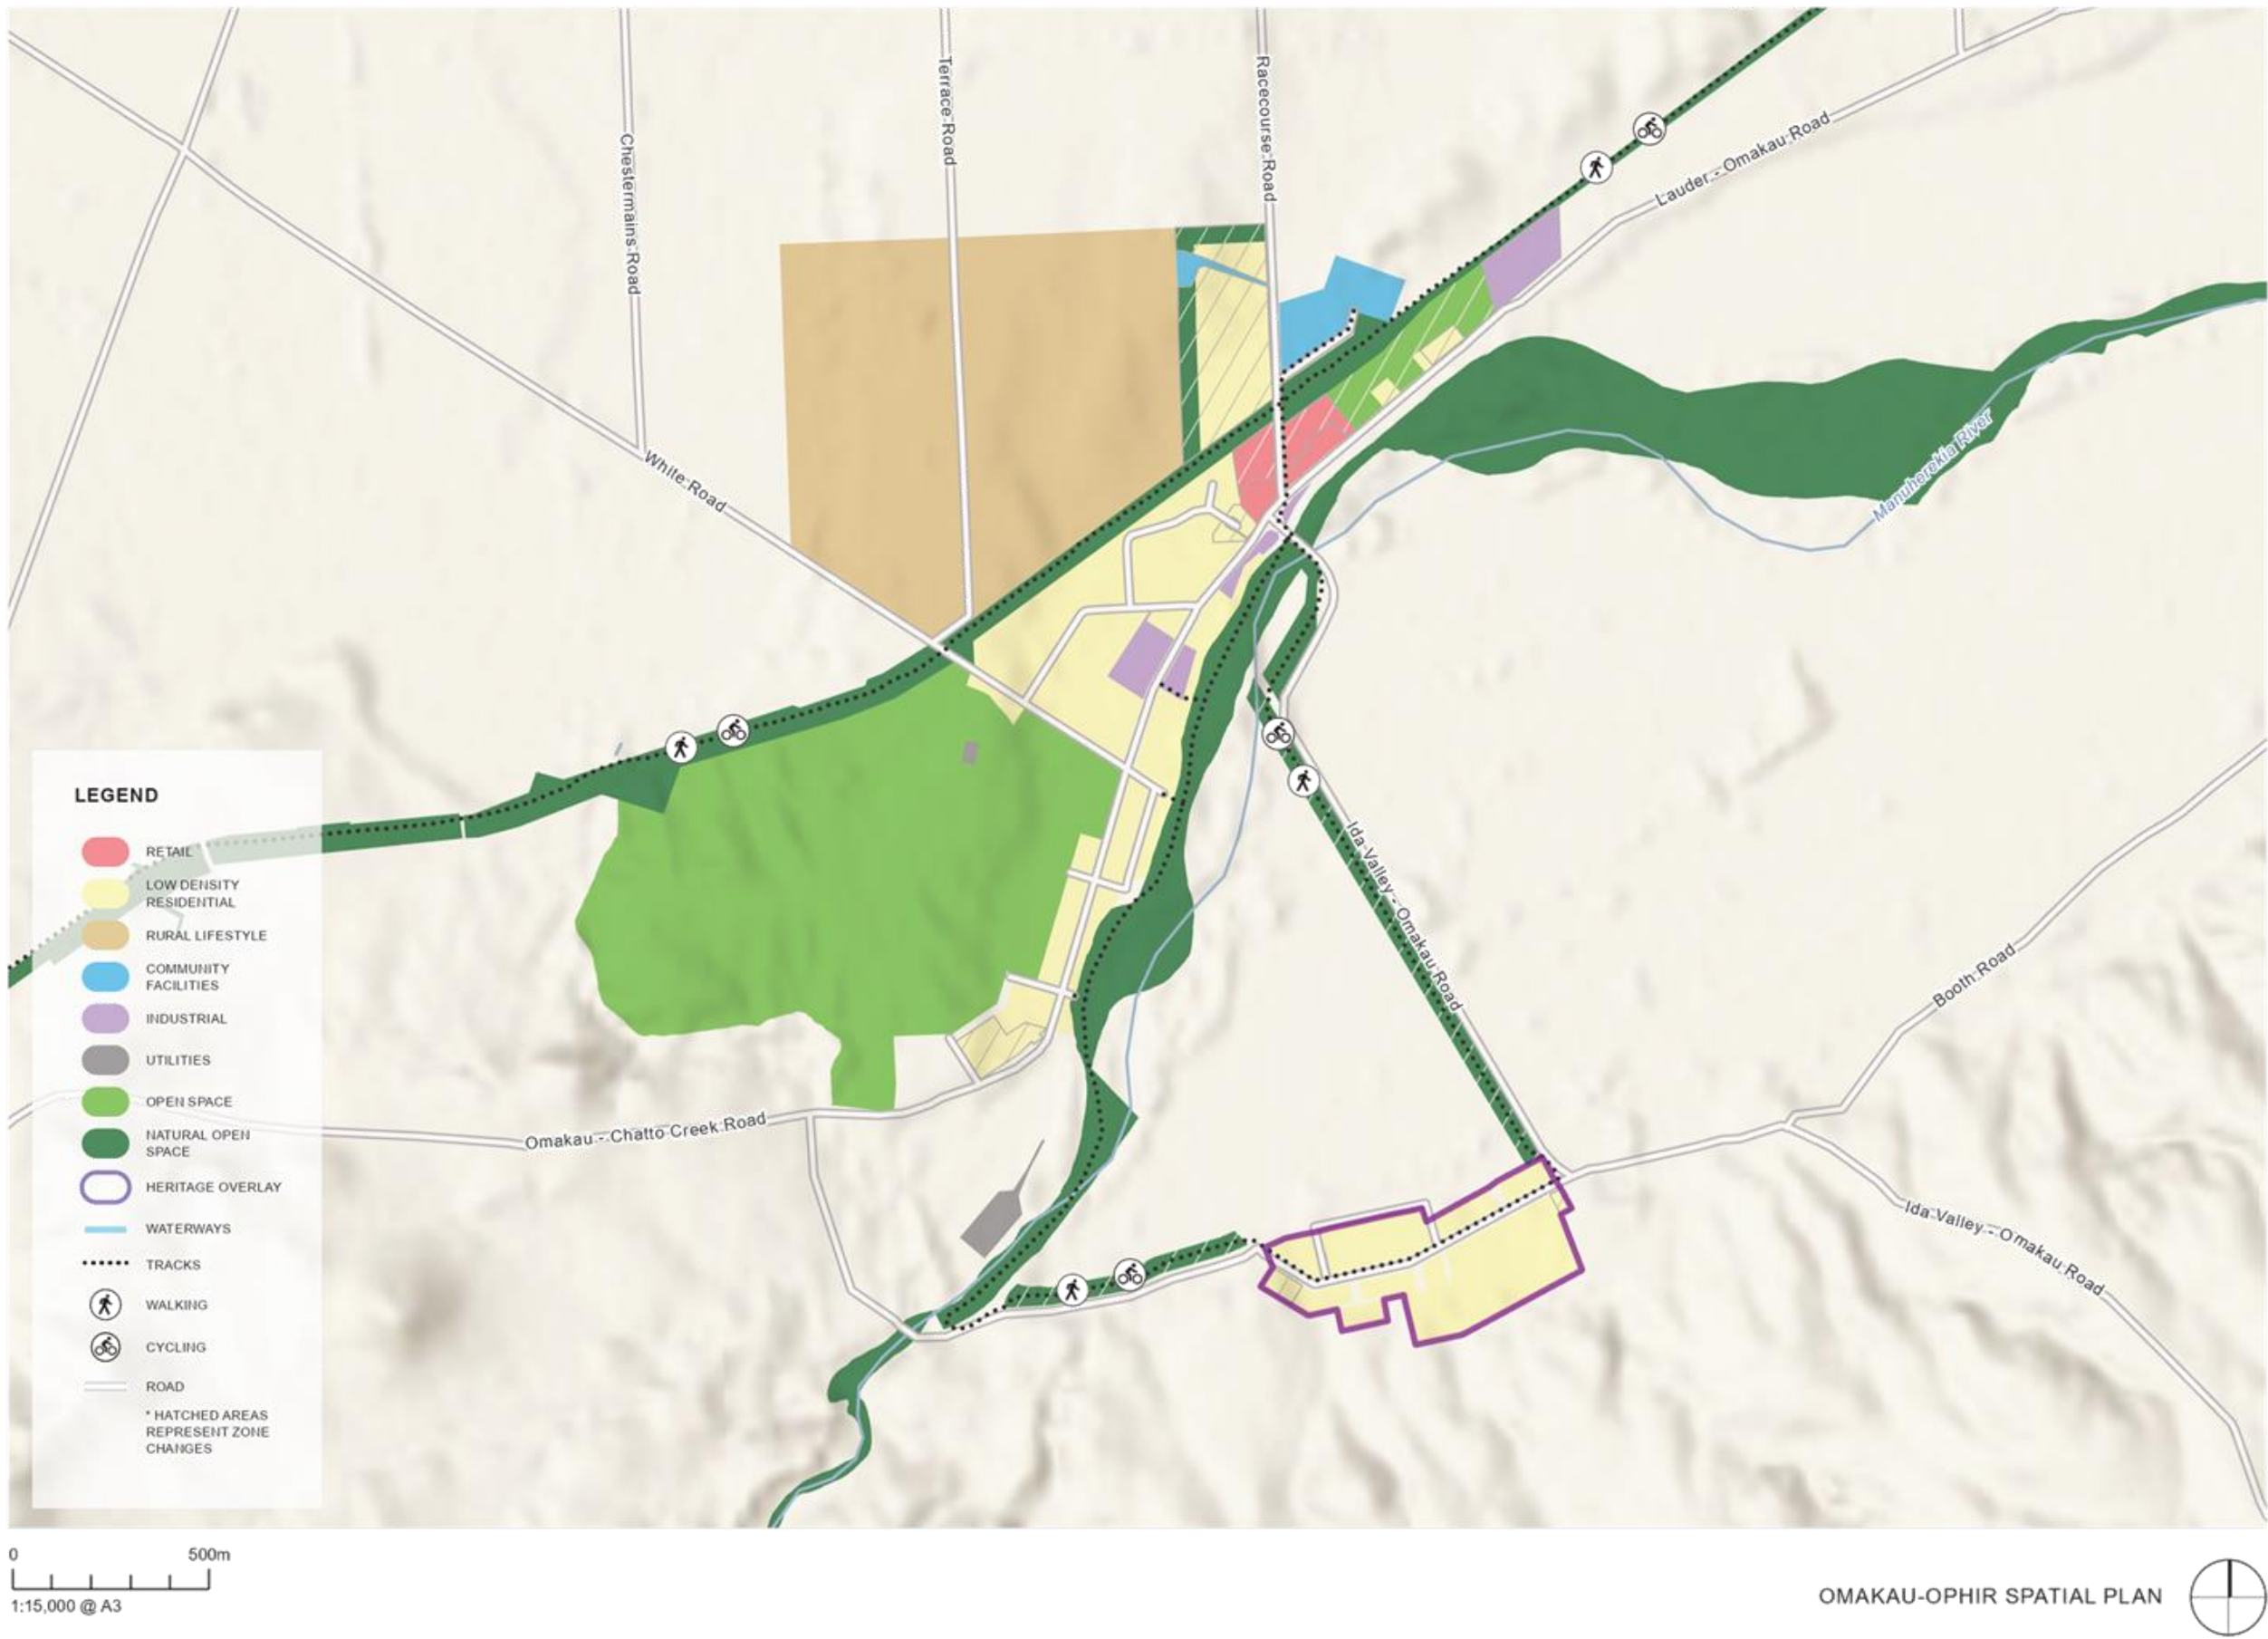 Chestermains Road
Terrace Road
Racecourse Road
Lauder - Omakau Road
White Road
Manuherekia River
Ida Valley - Omakau Road
Booth Road
Omakau - Chatto Creek Road
Ida Valley - Omakau Road
LEGEND
RETAIL
LOW DENSITY
RESIDENTIAL
RURAL LIFESTYLE
COMMUNITY
FACILITIES
INDUSTRIAL
UTILITIES
OPEN SPACE
NATURAL OPEN
SPACE
HERITAGE OVERLAY
WATERWAYS
TRACKS
WALKING
CYCLING
ROAD
* HATCHED AREAS
REPRESENT ZONE
CHANGES
0 500m
1:15,000 @ A3
OMAKAU-OPHIR SPATIAL PLAN